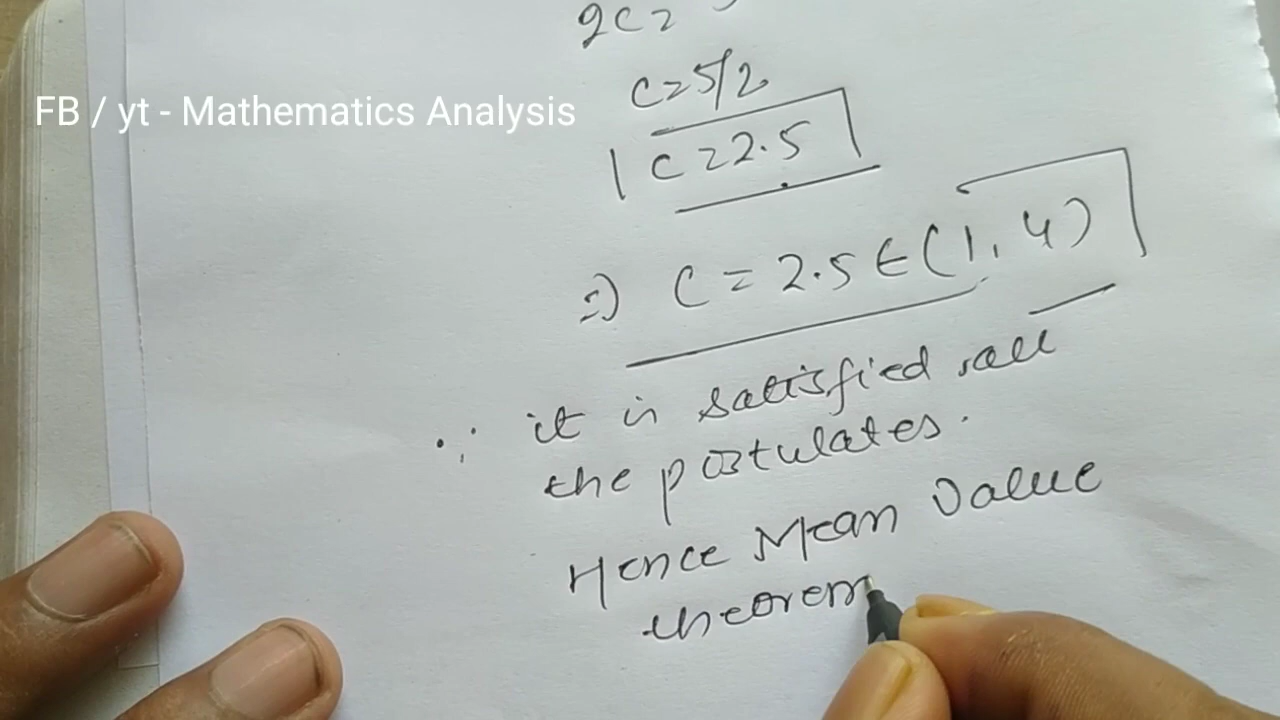 2c=
FB / yt - Mathematics Analysis
c=5/2
c=2.5
=) c = 2.5 ∈ (1, 4)
∴ it is satisfied all
the postulates.
Hence Mean Value
theorem